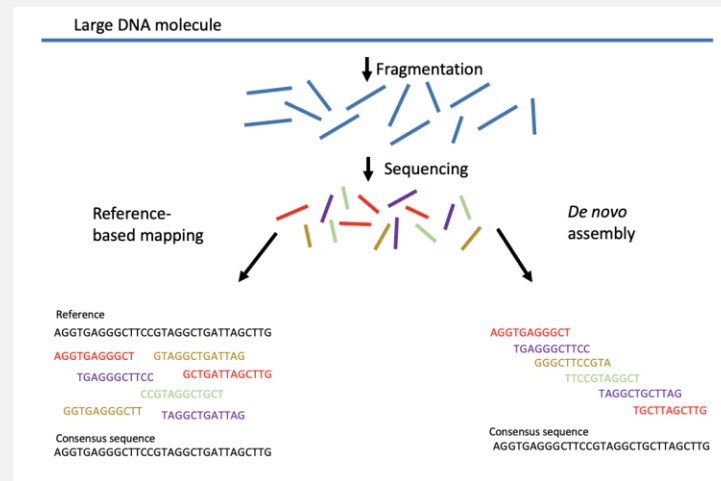 Large DNA molecule
Fragmentation
Sequencing
Reference-
based mapping
De novo
assembly
Reference
AGGTGAGGGCTTCCGTAGGCTGATTAGCTTG
AGGTGAGGGCT
GTAGGCTGATTAG
TGAGGGCTTCC
GCTGATTAGCTTG
CCGTAGGCTGCT
GGTGAGGGCTT
TAGGCTGATTAG
Consensus sequence
AGGTGAGGGCTTCCGTAGGCTGATTAGCTTG
AGGTGAGGGCT
TGAGGGCTTCC
GGGCTTCCGTA
TTCCGTAGGCT
TAGGCTGCTTAG
TGCTTAGCTTG
Consensus sequence
AGGTGAGGGCTTCCGTAGGCTGCTTAGCTTG